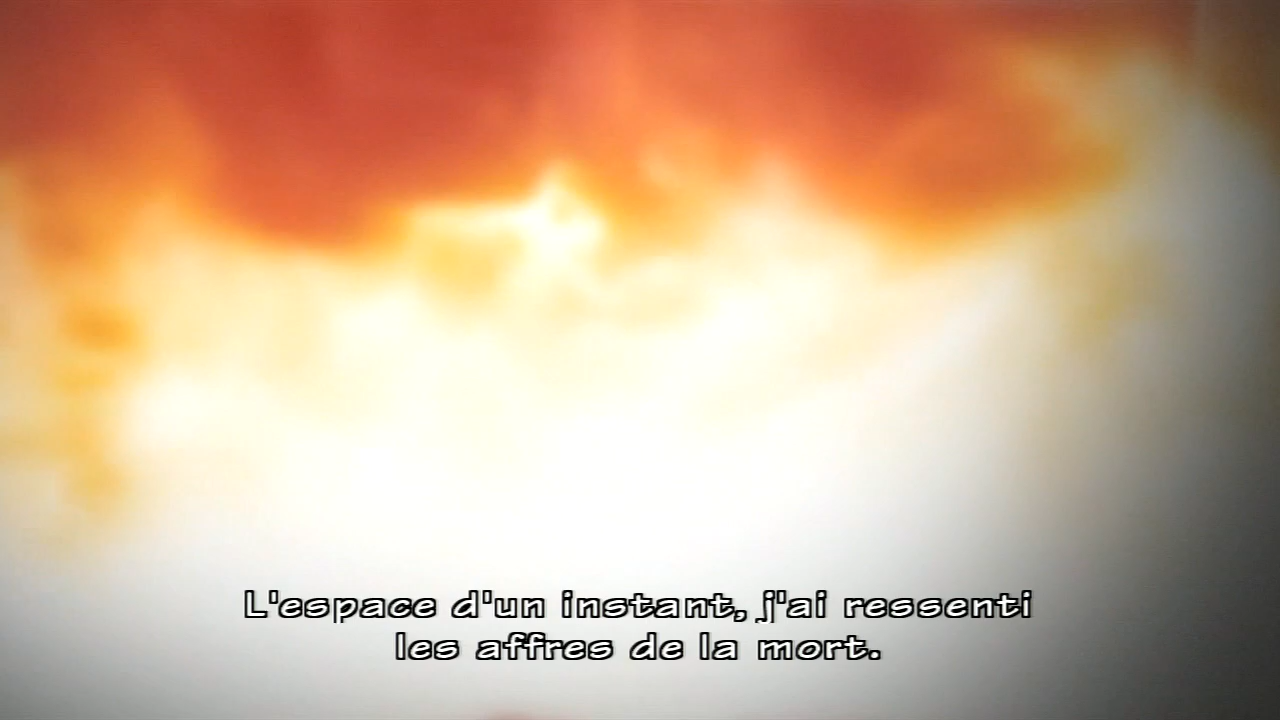 L'espace d'un instant, j'ai ressenti
les affres de la mort.